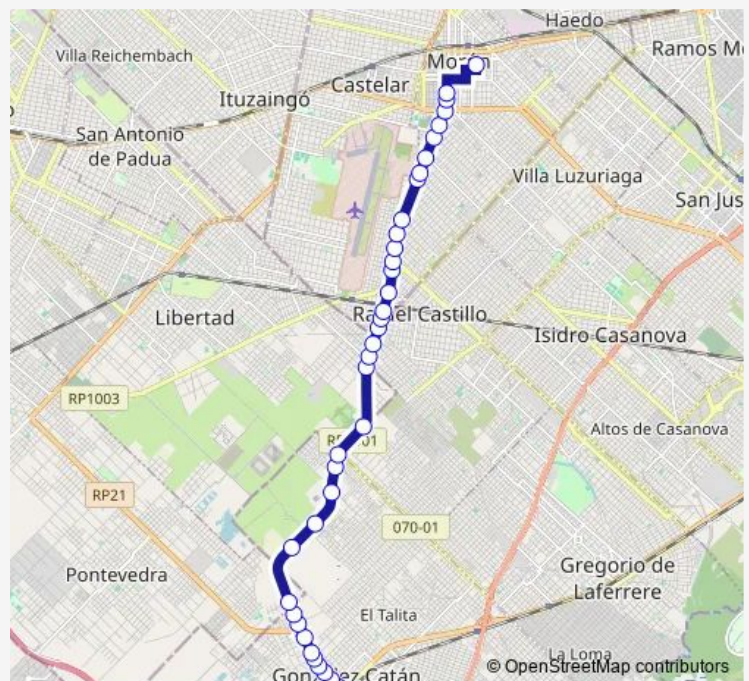 Haedo
Villa Reichembach
Ramos M
Castelar
Ituzaingó
San Antonio
de Padua
Villa Luzuriaga
San Jus
Libertad
Isidro Casanova
RP1003
Altos de Casanova
RP21
070-01
Pontevedra
Gregorio de
Laferrere
El Talita
La Loma
© OpenStreetMap contributors